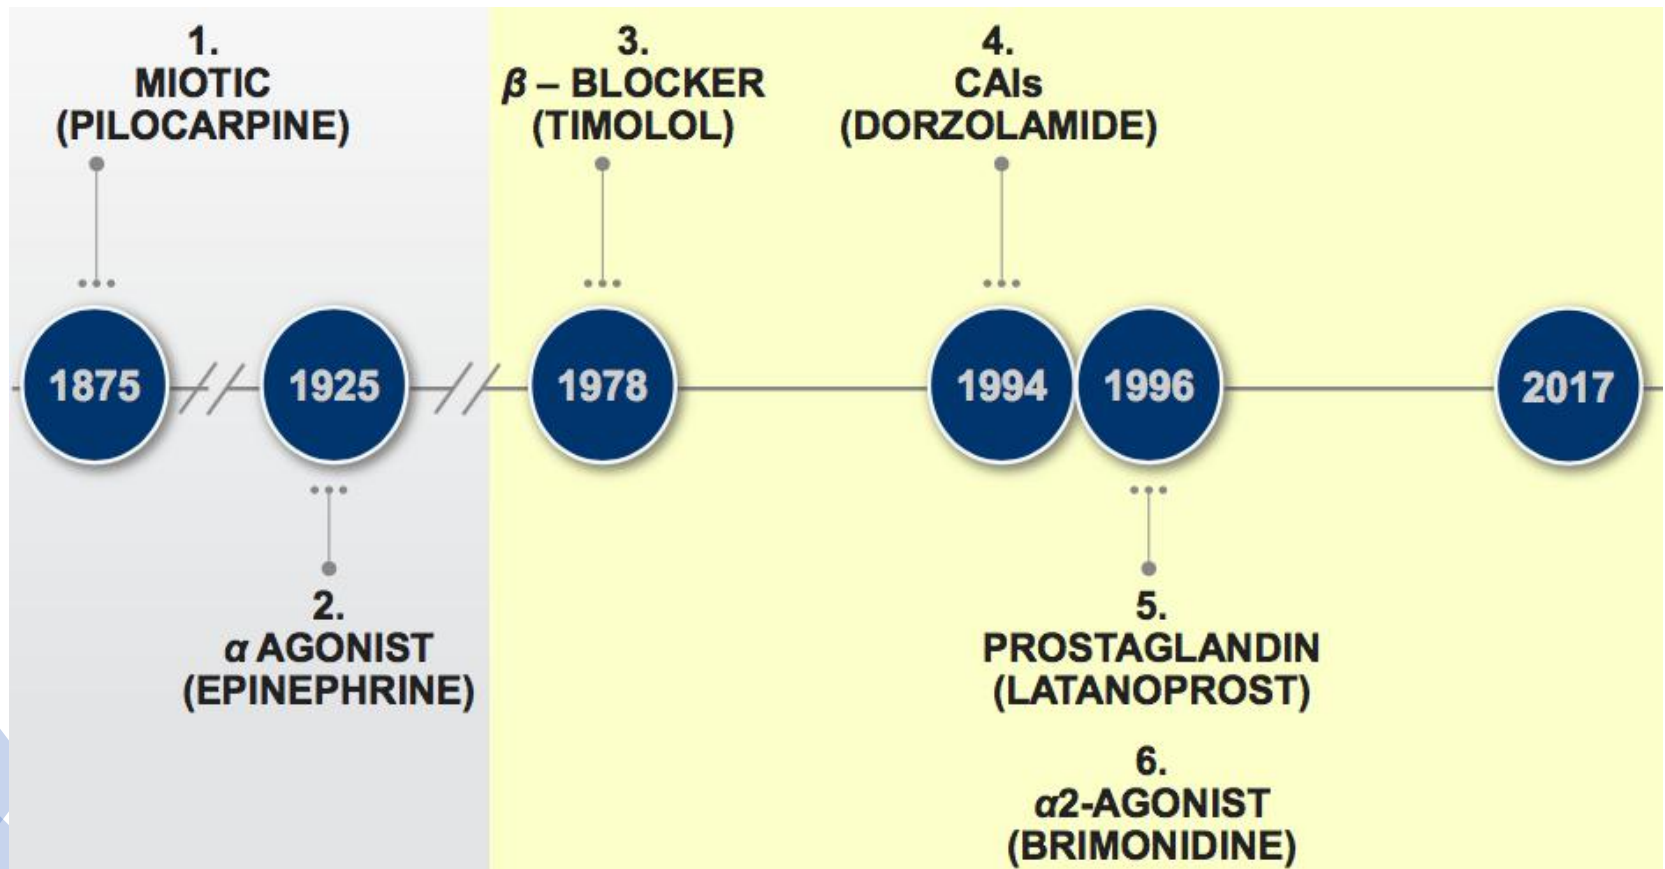 1.
MIOTIC
(PILOCARPINE)
3.
β – BLOCKER
(TIMOLOL)
4.
CAIs
(DORZOLAMIDE)
1875
1925
1978
1994
1996
2017
2.
α AGONIST
(EPINEPHRINE)
5.
PROSTAGLANDIN
(LATANOPROST)
6.
α2-AGONIST
(BRIMONIDINE)